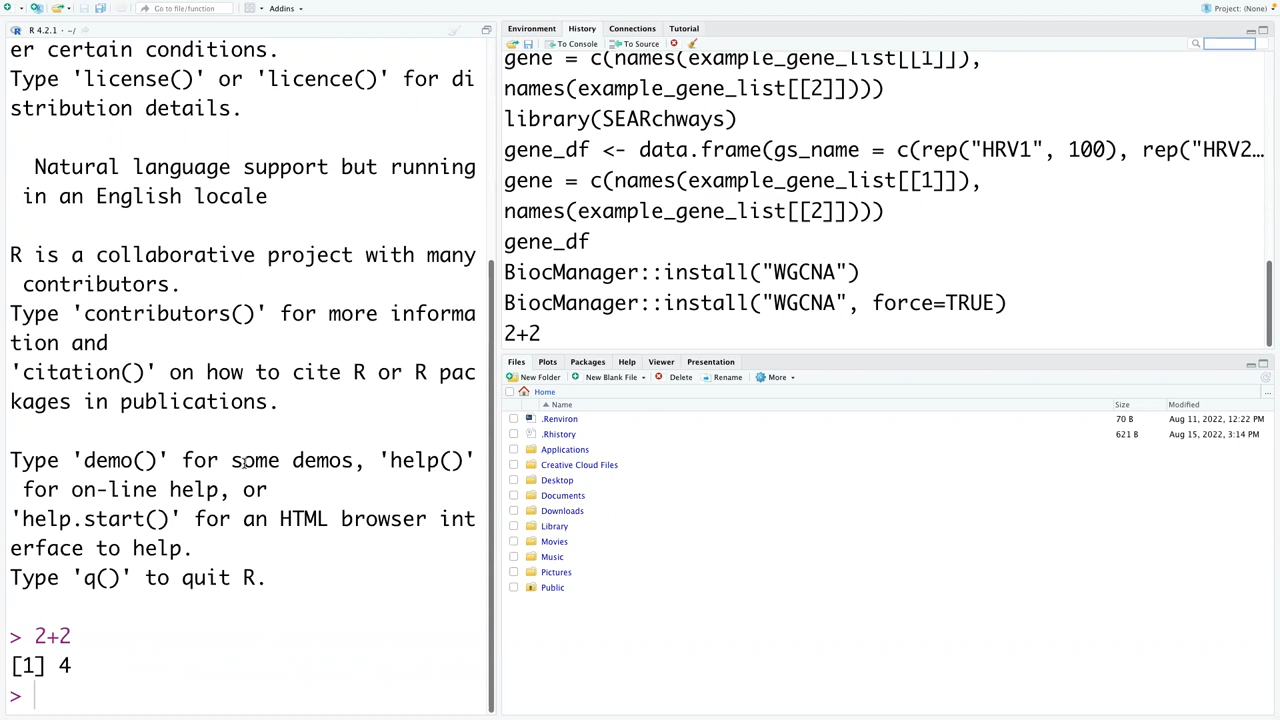 Go to file/function
Addins
Project: (None)
R 4.2.1 · ~/
er certain conditions.
Type 'license()' or 'licence()' for di
stribution details.
Natural language support but running
in an English locale
R is a collaborative project with many
contributors.
Type 'contributors()' for more informa
tion and
'citation()' on how to cite R or R pac
kages in publications.
Type 'demo()' for some demos, 'help()'
for on-line help, or
'help.start()' for an HTML browser int
erface to help.
Type 'q()' to quit R.
> 2+2
[1] 4
>
Environment History Connections Tutorial
To Console To Source
gene = c(names(example_gene_list[[1]]),
names(example_gene_list[[2]])))
library(SEARchways)
gene_df <- data.frame(gs_name = c(rep("HRV1", 100), rep("HRV2…
gene = c(names(example_gene_list[[1]]),
names(example_gene_list[[2]])))
gene_df
BiocManager::install("WGCNA")
BiocManager::install("WGCNA", force=TRUE)
2+2
Files Plots Packages Help Viewer Presentation
New Folder New Blank File Delete Rename More
Home ...
Name Size Modified
.Renviron 70 B Aug 11, 2022, 12:22 PM
.Rhistory 621 B Aug 15, 2022, 3:14 PM
Applications
Creative Cloud Files
Desktop
Documents
Downloads
Library
Movies
Music
Pictures
Public